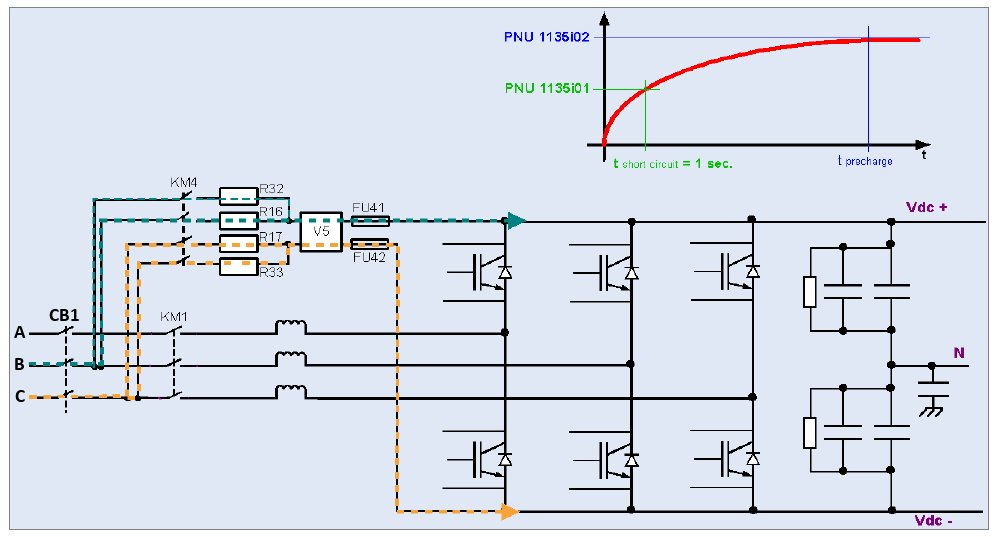 PNU 1135i02
PNU 1135i01
t short circuit = 1 sec.
t precharge
t
KM4
R32
R16
R17
R33
V5
FU41
FU42
Vdc +
CB1
KM1
A
B
C
N
Vdc -